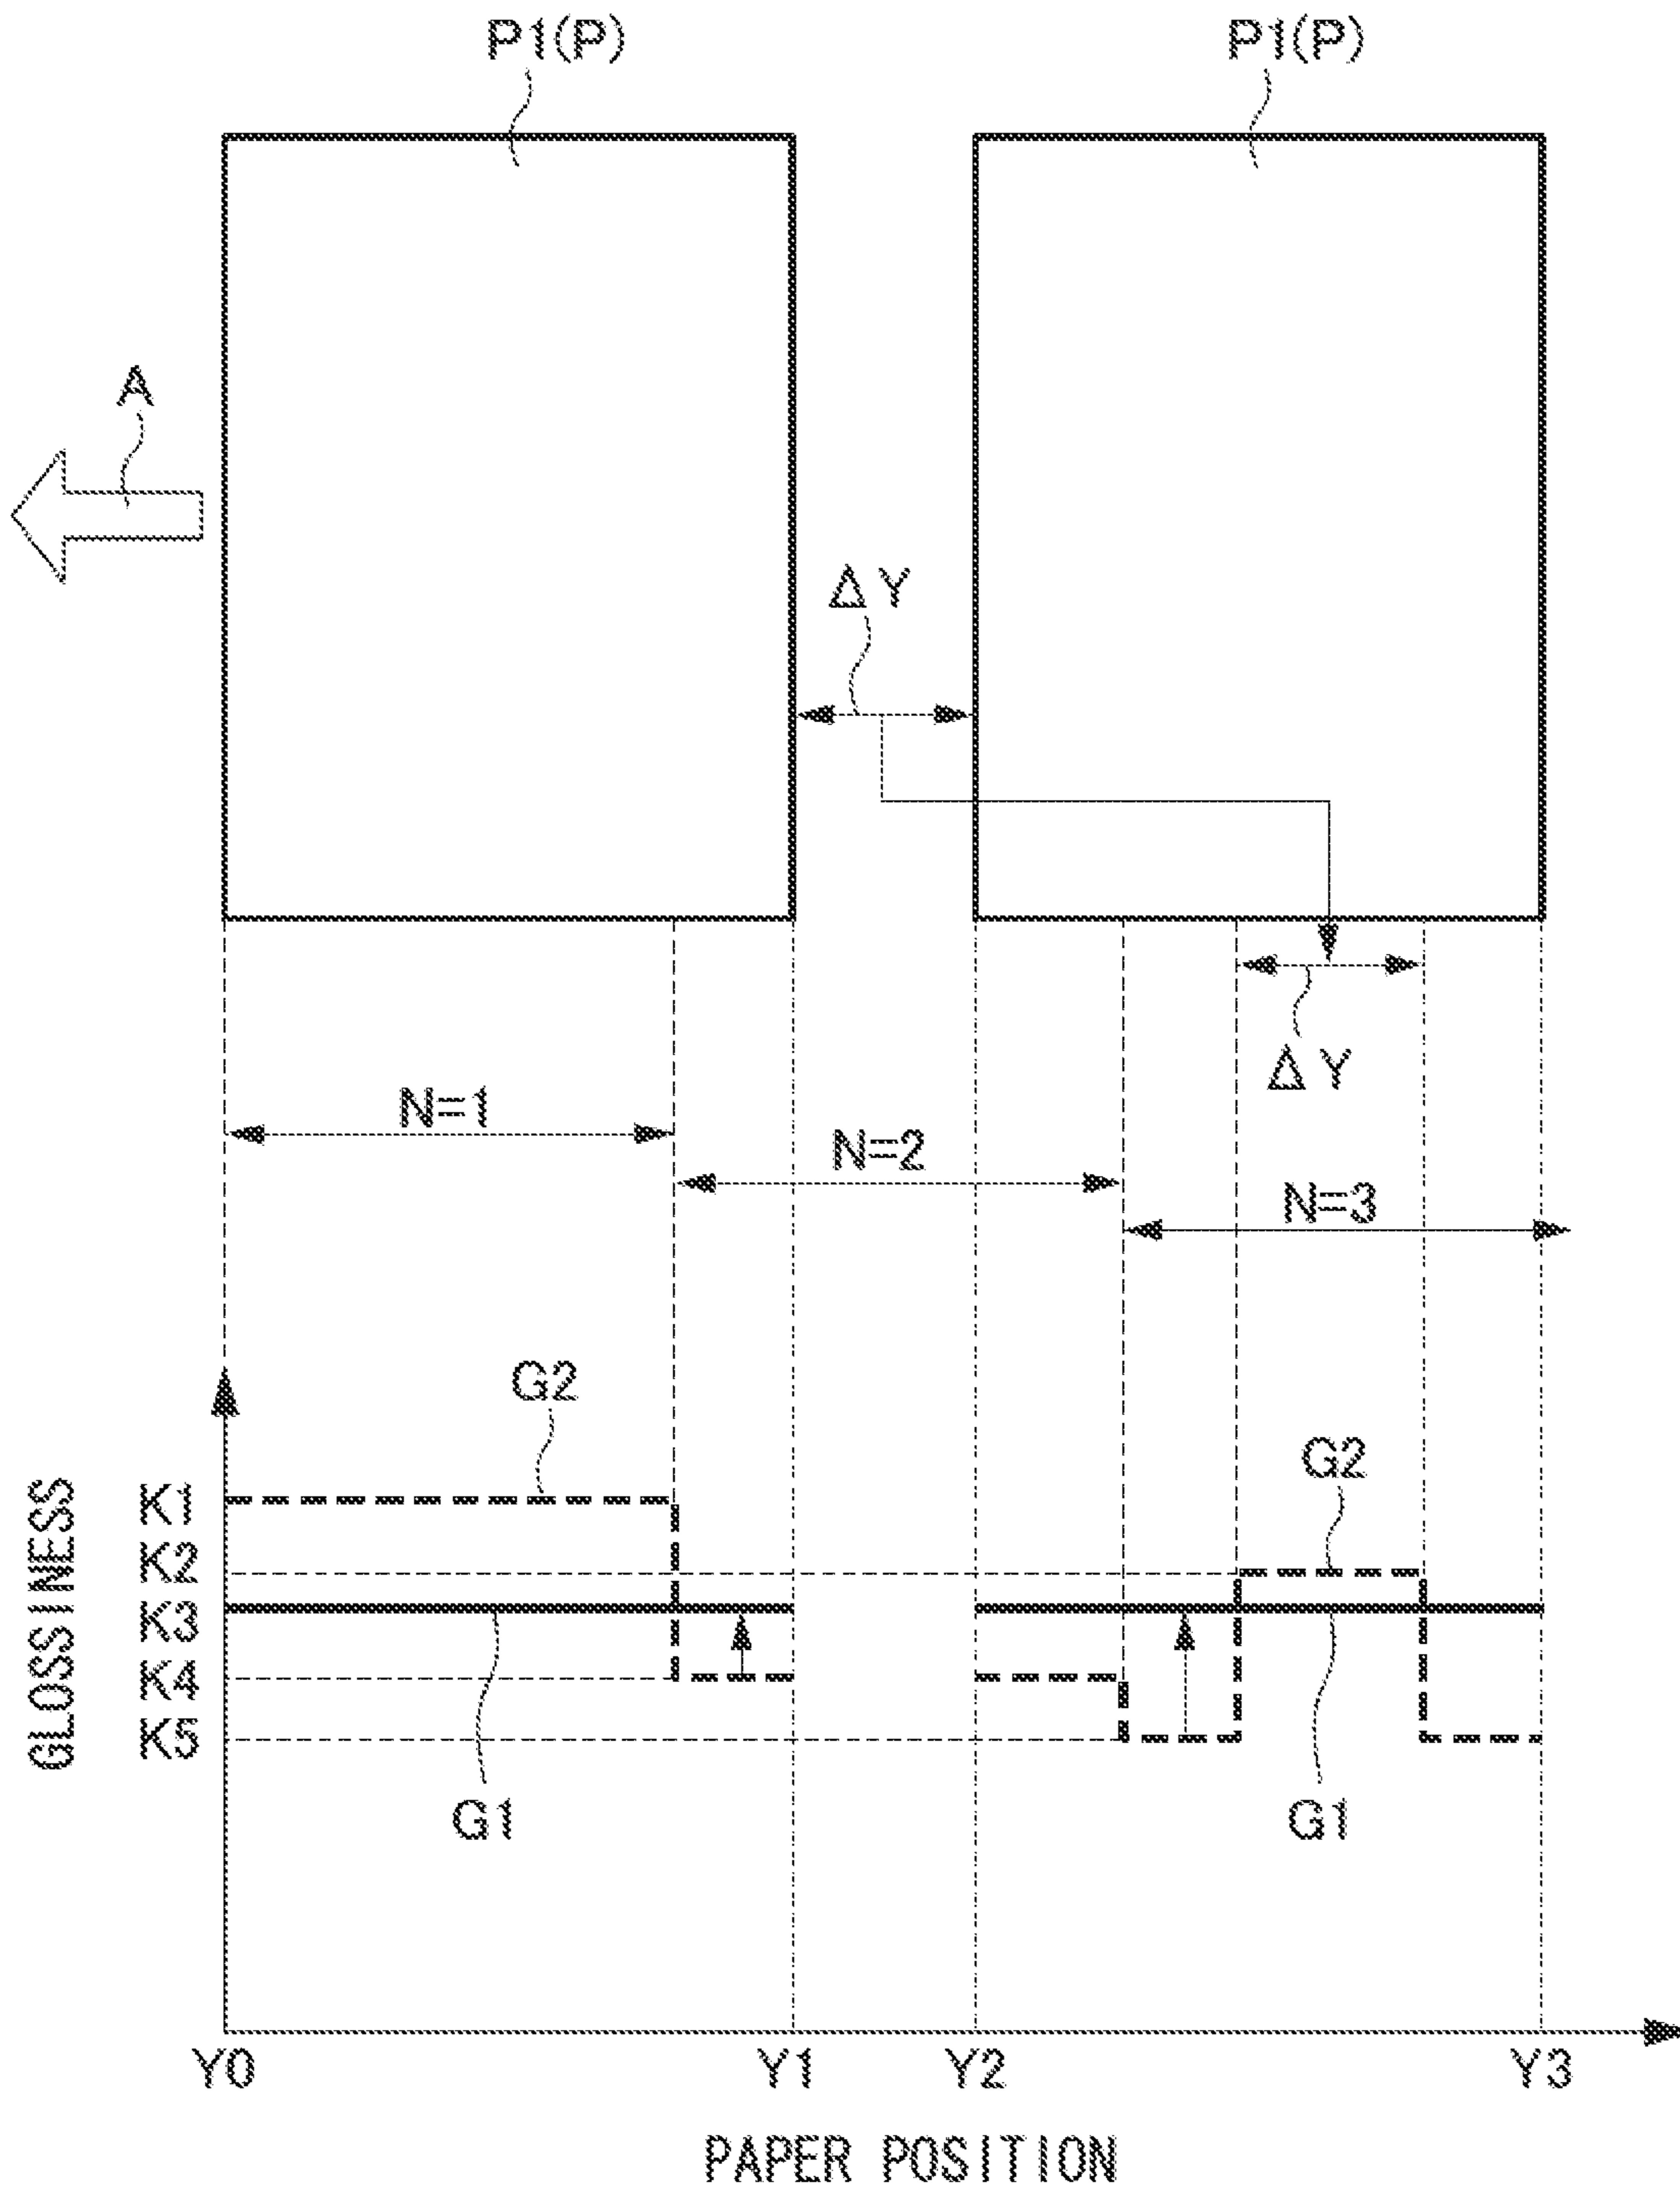 P1(P) P1(P)
A
ΔY
ΔY
N=1
N=2
N=3
G2
G2
K1
K2
K3
K4
K5
GLOSSINESS
G1 G1
Y0 Y1 Y2 Y3
PAPER POSITION